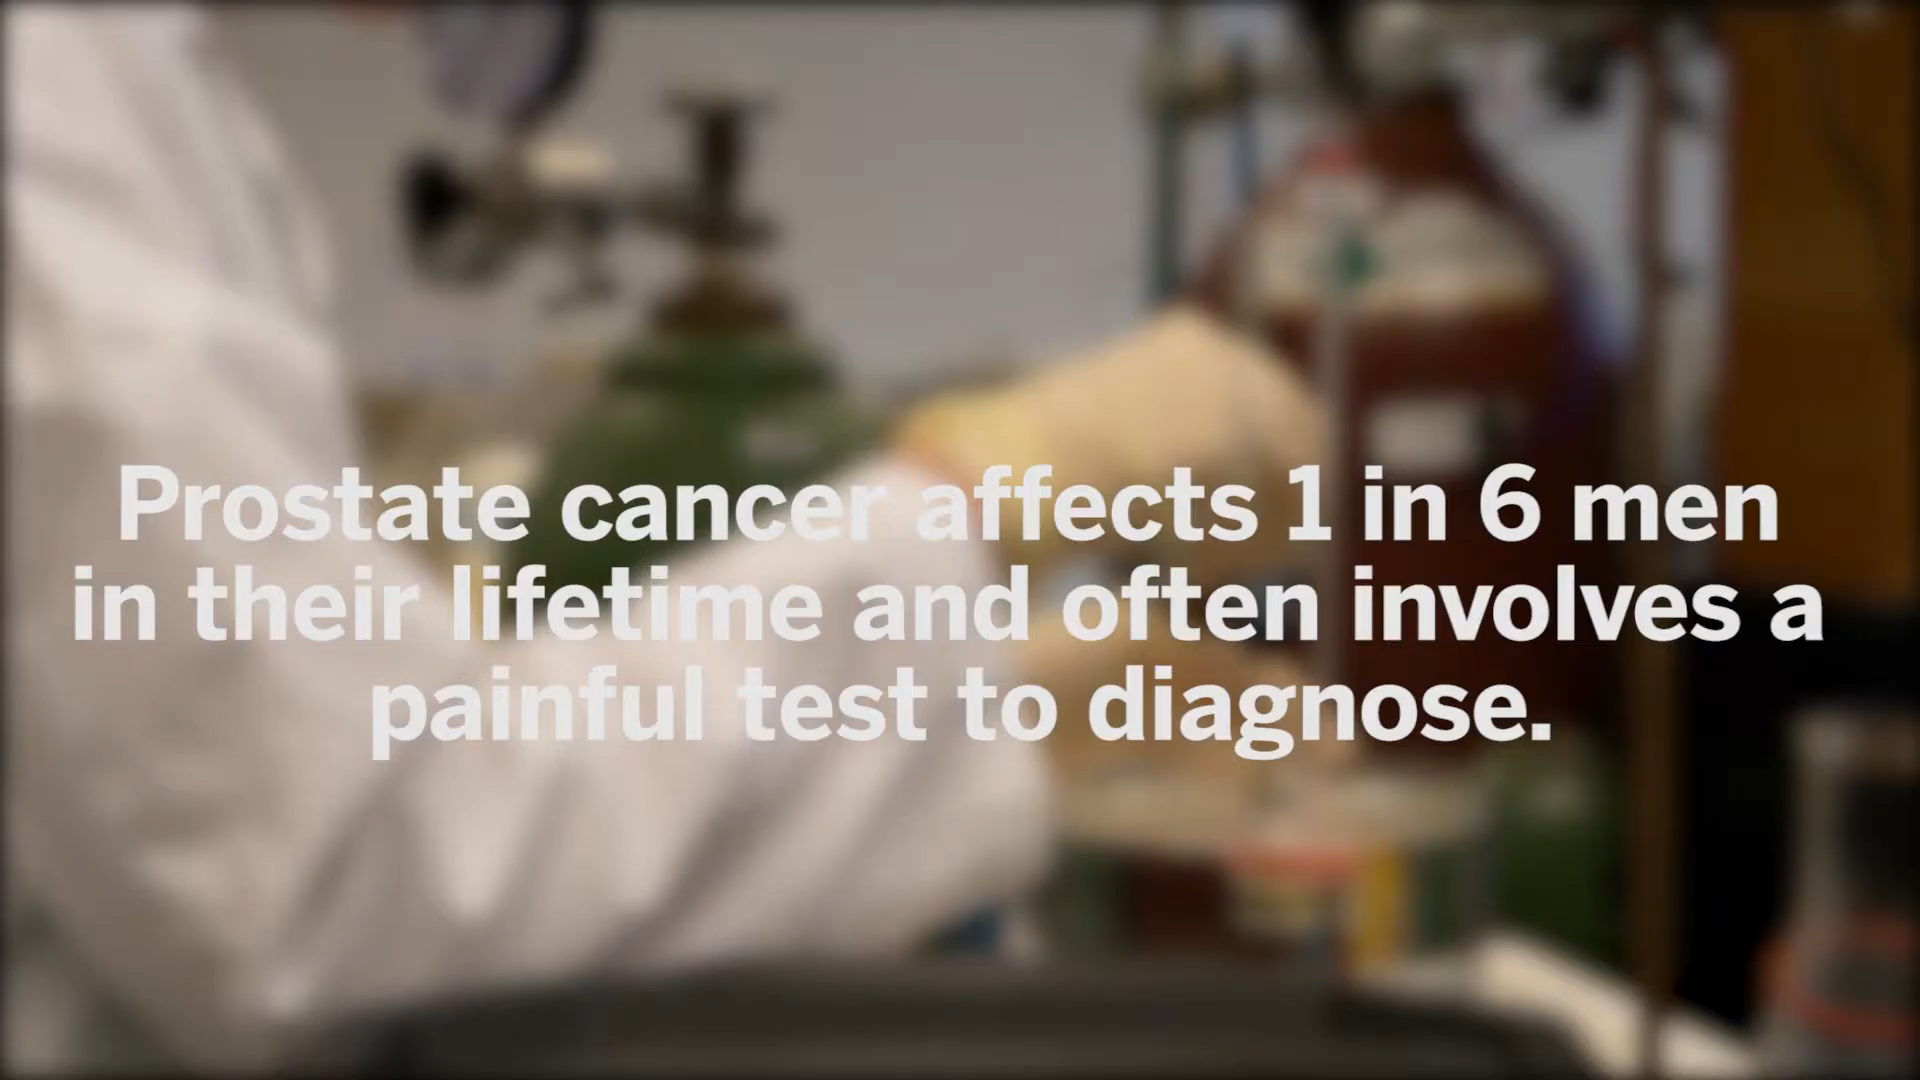 Prostate cancer affects 1 in 6 men
in their lifetime and often involves a
painful test to diagnose.